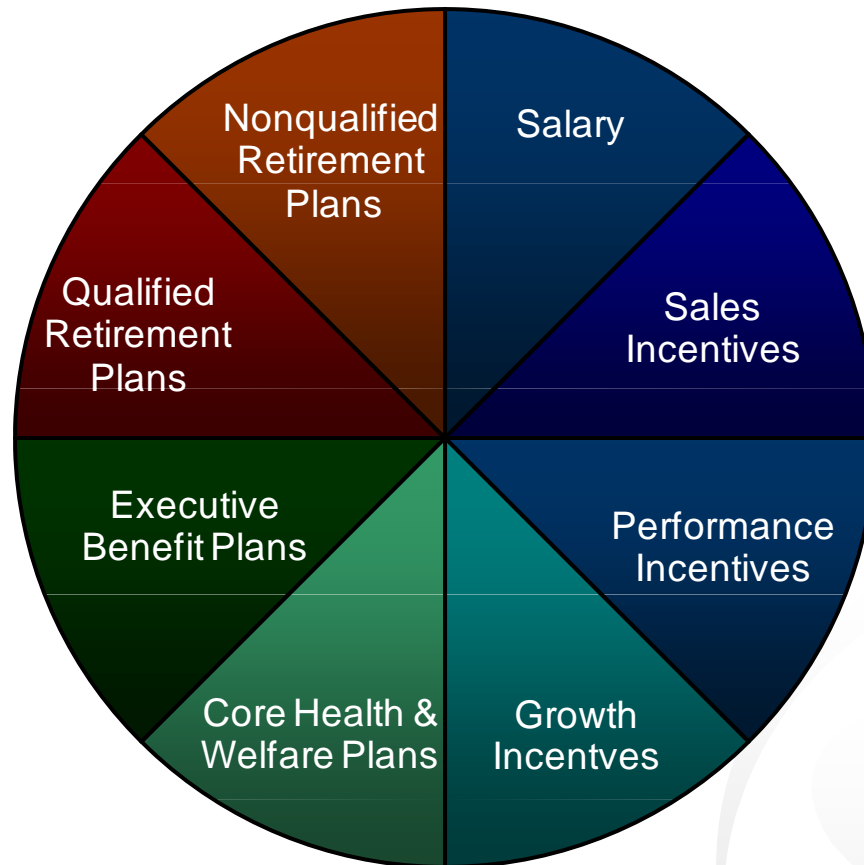 Nonqualified
Retirement
Plans
Salary
Qualified
Retirement
Plans
Sales
Incentives
Executive
Benefit Plans
Performance
Incentives
Core Health &
Welfare Plans
Growth
Incentves